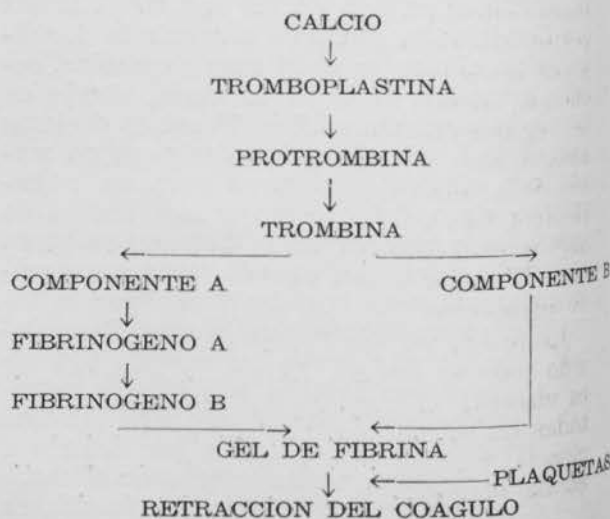 CALCIO
TROMBOPLASTINA
PROTROMBINA
TROMBINA
COMPONENTE A
COMPONENTE B
FIBRINOGENO A
FIBRINOGENO B
GEL DE FIBRINA
PLAQUETAS
RETRACCION DEL COAGULO